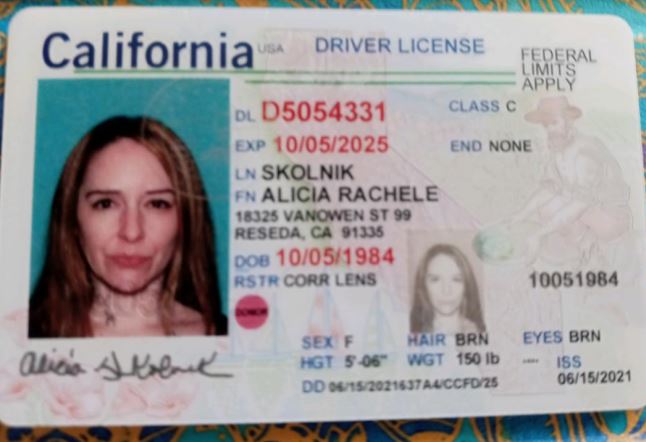 California USA DRIVER LICENSE
FEDERAL
LIMITS
APPLY
DL D5054331 CLASS C
EXP 10/05/2025 END NONE
LN SKOLNIK
FN ALICIA RACHELE
18325 VANOWEN ST 99
RESEDA, CA 91335
DOB 10/05/1984
RSTR CORR LENS 10051984
DONOR
SEX F HAIR BRN EYES BRN
HGT 5'-06" WGT 150 lb ISS
DD 06/15/2021637A4/CCFD/25 06/15/2021